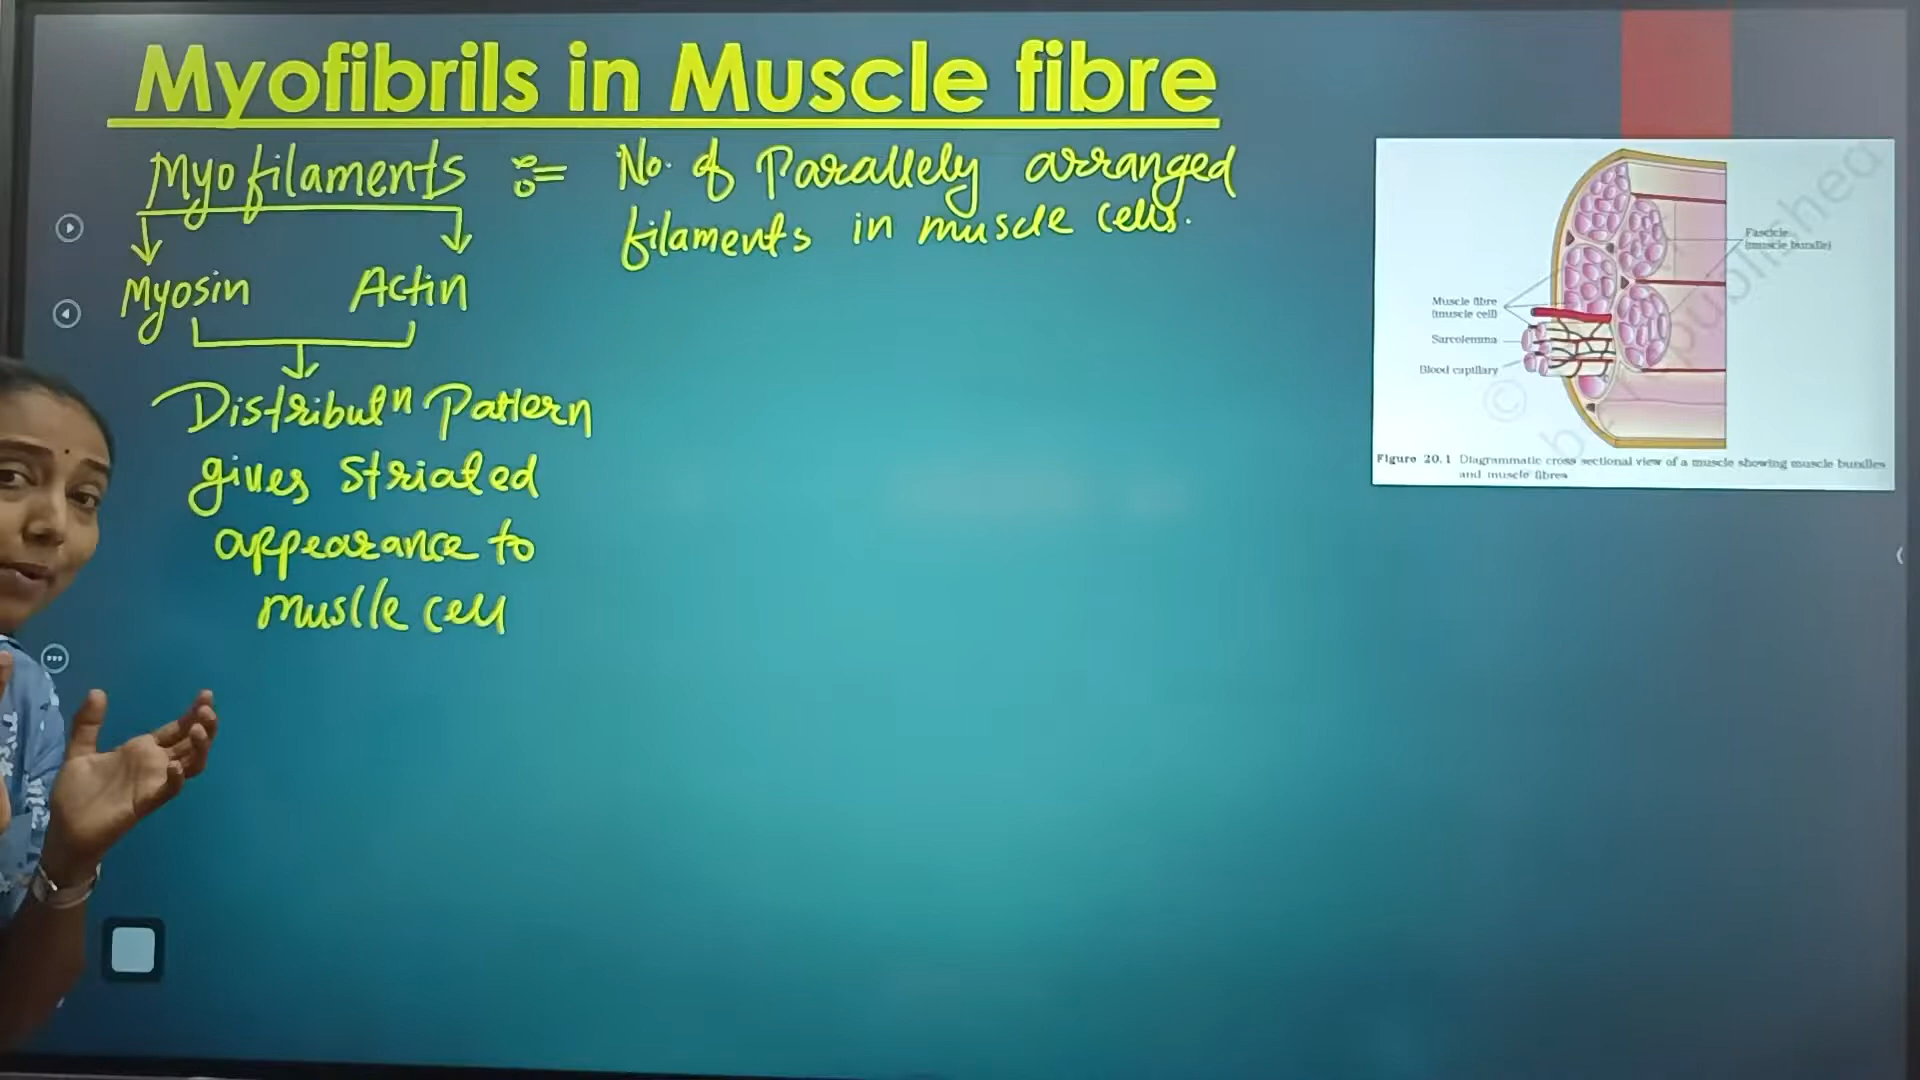 Myofibrils in Muscle fibre
Myofilaments := No. of Parallely arranged
filaments in muscle cells.
Myosin Actin
Distributn Pattern
gives striated
appearance to
muslle cell
Fascicle
(muscle bundle)
Muscle fibre
(muscle cell)
Sarcolemma
Blood capillary
Figure 20.1 Diagrammatic cross sectional view of a muscle showing muscle bundles
and muscle fibres
©
be published